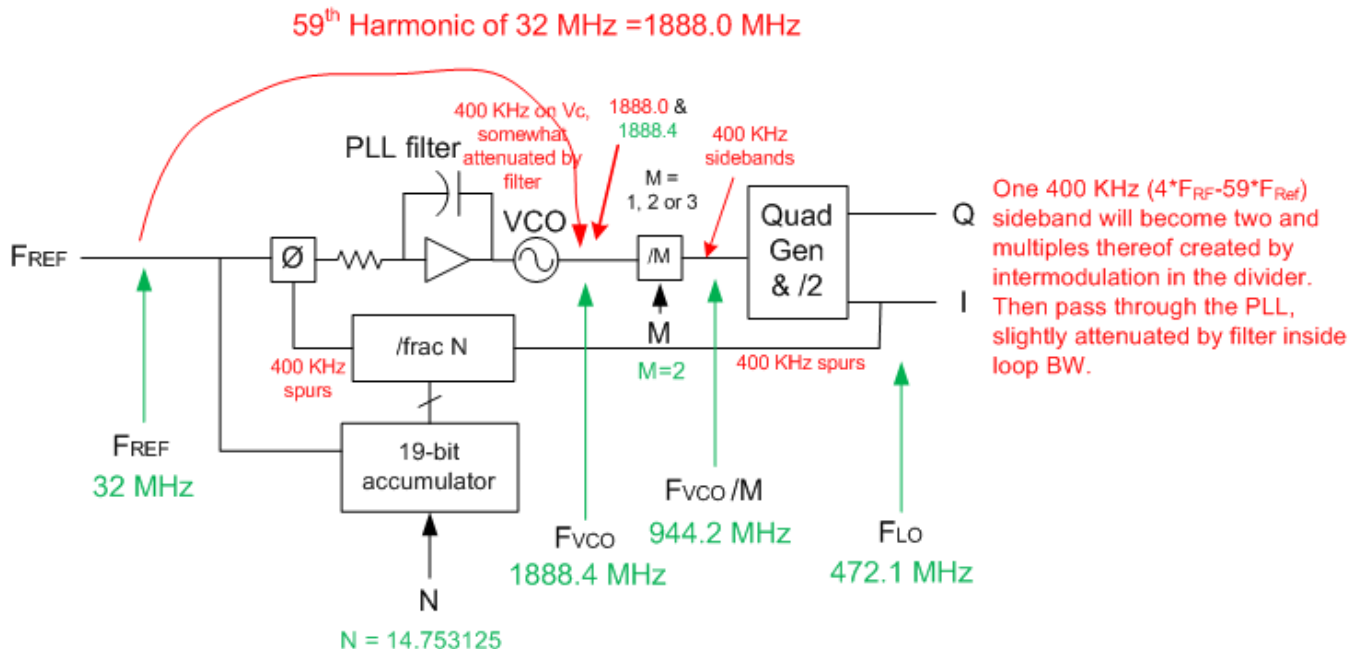 59th Harmonic of 32 MHz =1888.0 MHz
400 KHz on Vc,
somewhat
attenuated by
filter
1888.0 &
1888.4
400 KHz
sidebands
PLL filter
M =
1, 2 or 3
VCO
FREF
Ø
/M
Quad
Gen
& /2
Q
I
One 400 KHz (4*FRF-59*FRef)
sideband will become two and
multiples thereof created by
intermodulation in the divider.
Then pass through the PLL,
slightly attenuated by filter inside
loop BW.
M
M=2
/frac N
400 KHz
spurs
400 KHz spurs
19-bit
accumulator
FREF
32 MHz
FVCO
1888.4 MHz
FVCO /M
944.2 MHz
FLO
472.1 MHz
N
N = 14.753125